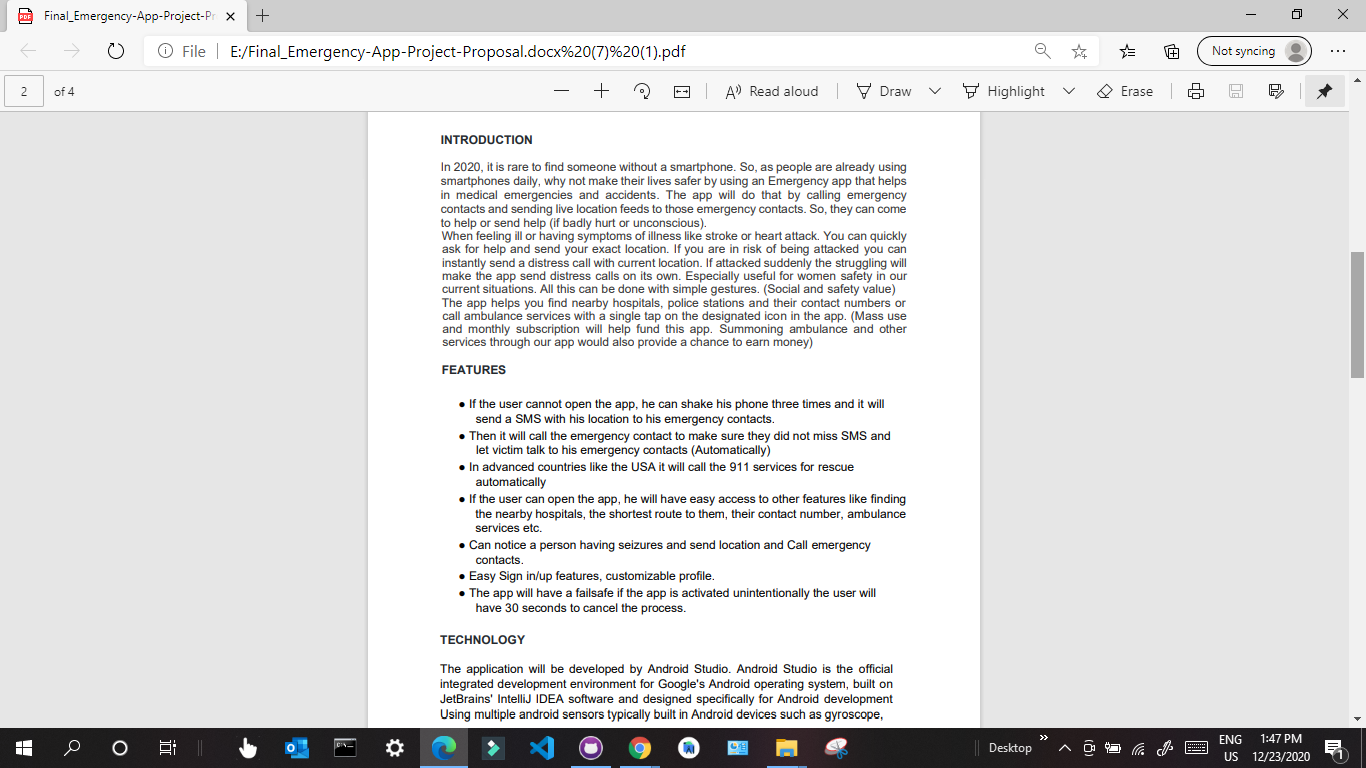 Final_Emergency-App-Project-Pr
File
E:/Final_Emergency-App-Project-Proposal.docx%20(7)%20(1).pdf
Not syncing
2 of 4
Read aloud
Draw
Highlight
Erase
INTRODUCTION
In 2020, it is rare to find someone without a smartphone. So, as people are already using
smartphones daily, why not make their lives safer by using an Emergency app that helps
in medical emergencies and accidents. The app will do that by calling emergency
contacts and sending live location feeds to those emergency contacts. So, they can come
to help or send help (if badly hurt or unconscious).
When feeling ill or having symptoms of illness like stroke or heart attack. You can quickly
ask for help and send your exact location. If you are in risk of being attacked you can
instantly send a distress call with current location. If attacked suddenly the struggling will
make the app send distress calls on its own. Especially useful for women safety in our
current situations. All this can be done with simple gestures. (Social and safety value)
The app helps you find nearby hospitals, police stations and their contact numbers or
call ambulance services with a single tap on the designated icon in the app. (Mass use
and monthly subscription will help fund this app. Summoning ambulance and other
services through our app would also provide a chance to earn money)
FEATURES
● If the user cannot open the app, he can shake his phone three times and it will
send a SMS with his location to his emergency contacts.
● Then it will call the emergency contact to make sure they did not miss SMS and
let victim talk to his emergency contacts (Automatically)
● In advanced countries like the USA it will call the 911 services for rescue
automatically
● If the user can open the app, he will have easy access to other features like finding
the nearby hospitals, the shortest route to them, their contact number, ambulance
services etc.
● Can notice a person having seizures and send location and Call emergency
contacts.
● Easy Sign in/up features, customizable profile.
● The app will have a failsafe if the app is activated unintentionally the user will
have 30 seconds to cancel the process.
TECHNOLOGY
The application will be developed by Android Studio. Android Studio is the official
integrated development environment for Google's Android operating system, built on
JetBrains' IntelliJ IDEA software and designed specifically for Android development
Using multiple android sensors typically built in Android devices such as gyroscope,
Desktop
ENG
US
1:47 PM
12/23/2020
1